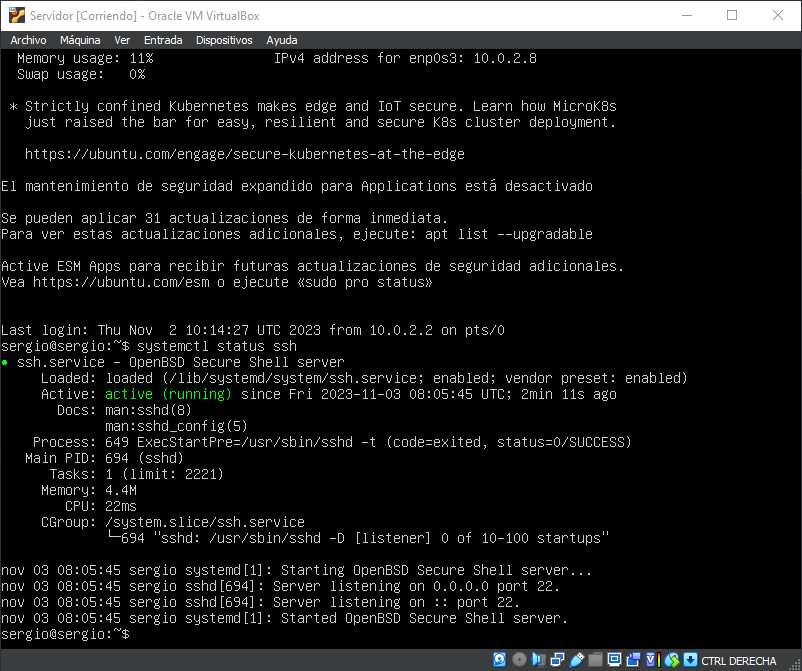 Servidor [Corriendo] - Oracle VM VirtualBox
Archivo Máquina Ver Entrada Dispositivos Ayuda
Memory usage: 11% IPv4 address for enp0s3: 10.0.2.8
Swap usage: 0%
* Strictly confined Kubernetes makes edge and IoT secure. Learn how MicroK8s
just raised the bar for easy, resilient and secure K8s cluster deployment.
https://ubuntu.com/engage/secure-kubernetes-at-the-edge
El mantenimiento de seguridad expandido para Applications está desactivado
Se pueden aplicar 31 actualizaciones de forma inmediata.
Para ver estas actualizaciones adicionales, ejecute: apt list --upgradable
Active ESM Apps para recibir futuras actualizaciones de seguridad adicionales.
Vea https://ubuntu.com/esm o ejecute «sudo pro status»
Last login: Thu Nov  2 10:14:27 UTC 2023 from 10.0.2.2 on pts/0
sergio@sergio:~$ systemctl status ssh
● ssh.service - OpenBSD Secure Shell server
Loaded: loaded (/lib/systemd/system/ssh.service; enabled; vendor preset: enabled)
Active: active (running) since Fri 2023-11-03 08:05:45 UTC; 2min 11s ago
Docs: man:sshd(8)
man:sshd_config(5)
Process: 649 ExecStartPre=/usr/sbin/sshd -t (code=exited, status=0/SUCCESS)
Main PID: 694 (sshd)
Tasks: 1 (limit: 2221)
Memory: 4.4M
CPU: 22ms
CGroup: /system.slice/ssh.service
└─694 "sshd: /usr/sbin/sshd -D [listener] 0 of 10-100 startups"
nov 03 08:05:45 sergio systemd[1]: Starting OpenBSD Secure Shell server...
nov 03 08:05:45 sergio sshd[694]: Server listening on 0.0.0.0 port 22.
nov 03 08:05:45 sergio sshd[694]: Server listening on :: port 22.
nov 03 08:05:45 sergio systemd[1]: Started OpenBSD Secure Shell server.
sergio@sergio:~$
CTRL DERECHA